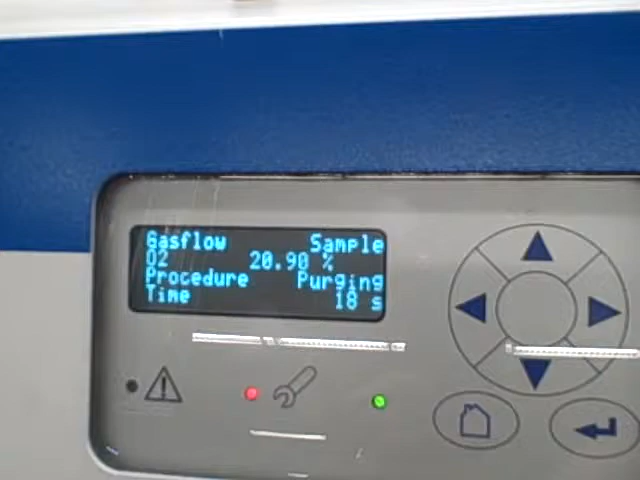 Gasflow Sample
O2 20.90 %
Procedure Purging
Time 18 s